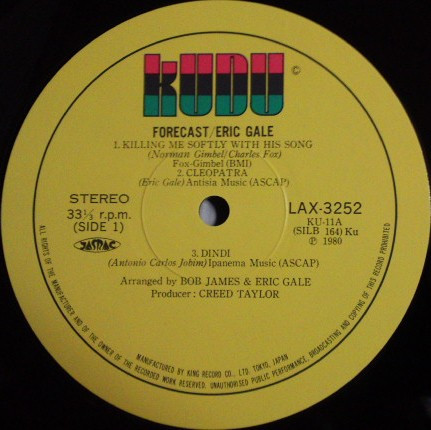 KUDU
©
FORECAST/ERIC GALE
1. KILLING ME SOFTLY WITH HIS SONG
(Norman Gimbel/Charles Fox)
Fox-Gimbel (BMI)
2. CLEOPATRA
(Eric Gale) Antisia Music (ASCAP)
STEREO
33⅓ r.p.m.
(SIDE 1)
JASRAC
LAX-3252
KU-11A
(SILB 164) Ku
℗ 1980
3. DINDI
(Antonio Carlos Jobim) Ipanema Music (ASCAP)
Arranged by BOB JAMES & ERIC GALE
Producer : CREED TAYLOR
ALL RIGHTS OF THE MANUFACTURER AND OF THE OWNER OF THE RECORDED WORK RESERVED. UNAUTHORISED PUBLIC PERFORMANCE, BROADCASTING AND COPYING OF THIS RECORD PROHIBITED
MANUFACTURED BY KING RECORD CO., LTD. TOKYO, JAPAN